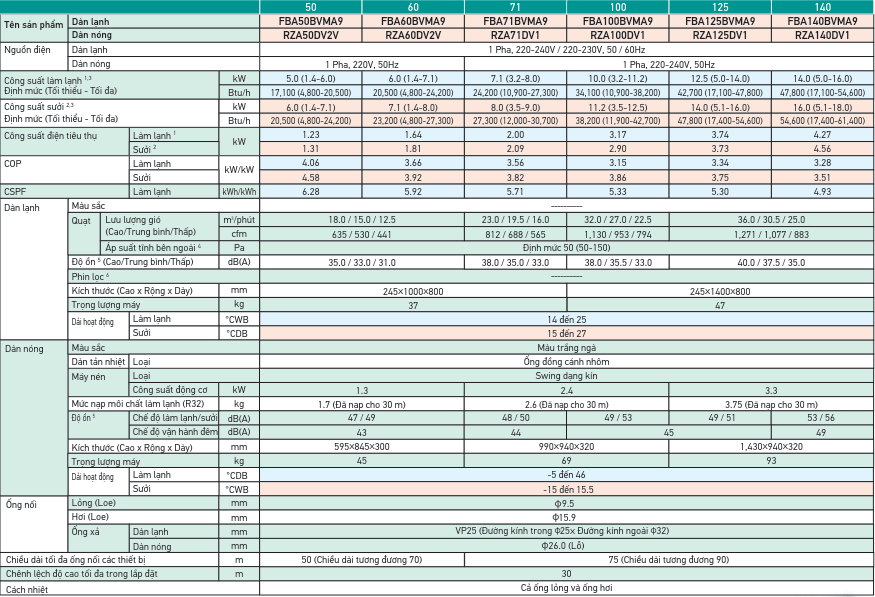 50 60 71 100 125 140
Tên sản phẩm Dàn lạnh FBA50BVMA9 FBA60BVMA9 FBA71BVMA9 FBA100BVMA9 FBA125BVMA9 FBA140BVMA9
Dàn nóng RZA50DV2V RZA60DV2V RZA71DV1 RZA100DV1 RZA125DV1 RZA140DV1
Nguồn điện Dàn lạnh 1 Pha, 220-240V / 220-230V, 50 / 60Hz
Dàn nóng 1 Pha, 220V, 50Hz 1 Pha, 220-240V, 50Hz
Công suất làm lạnh 1,3 kW 5.0 (1.4-6.0) 6.0 (1.4-7.1) 7.1 (3.2-8.0) 10.0 (3.2-11.2) 12.5 (5.0-14.0) 14.0 (5.0-16.0)
Định mức (Tối thiểu - Tối đa) Btu/h 17,100 (4,800-20,500) 20,500 (4,800-24,200) 24,200 (10,900-27,300) 34,100 (10,900-38,200) 42,700 (17,100-47,800) 47,800 (17,100-54,600)
Công suất sưởi 2,3 kW 6.0 (1.4-7.1) 7.1 (1.4-8.0) 8.0 (3.5-9.0) 11.2 (3.5-12.5) 14.0 (5.1-16.0) 16.0 (5.1-18.0)
Định mức (Tối thiểu - Tối đa) Btu/h 20,500 (4,800-24,200) 23,200 (4,800-27,300) 27,300 (12,000-30,700) 38,200 (11,900-42,700) 47,800 (17,400-54,600) 54,600 (17,400-61,400)
Công suất điện tiêu thụ Làm lạnh 1 kW 1.23 1.64 2.00 3.17 3.74 4.27
Sưởi 2 1.31 1.81 2.09 2.90 3.73 4.56
COP Làm lạnh kW/kW 4.06 3.66 3.56 3.15 3.34 3.28
Sưởi 4.58 3.92 3.82 3.86 3.75 3.51
CSPF Làm lạnh kWh/kWh 6.28 5.92 5.71 5.33 5.30 4.93
Dàn lạnh Màu sắc ----------
Quạt Lưu lượng gió m³/phút 18.0 / 15.0 / 12.5 23.0 / 19.5 / 16.0 32.0 / 27.0 / 22.5 36.0 / 30.5 / 25.0
(Cao/Trung bình/Thấp) cfm 635 / 530 / 441 812 / 688 / 565 1,130 / 953 / 794 1,271 / 1,077 / 883
Áp suất tĩnh bên ngoài 4 Pa Định mức 50 (50-150)
Độ ồn 5 (Cao/Trung bình/Thấp) dB(A) 35.0 / 33.0 / 31.0 38.0 / 35.0 / 33.0 38.0 / 35.5 / 33.0 40.0 / 37.5 / 35.0
Phin lọc 6 ----------
Kích thước (Cao x Rộng x Dày) mm 245×1000×800 245×1400×800
Trọng lượng máy kg 37 47
Dải hoạt động Làm lạnh °CWB 14 đến 25
Sưởi °CDB 15 đến 27
Dàn nóng Màu sắc Màu trắng ngà
Dàn tản nhiệt Loại Ống đồng cánh nhôm
Máy nén Loại Swing dạng kín
Công suất động cơ kW 1.3 2.4 3.3
Mức nạp môi chất làm lạnh (R32) kg 1.7 (Đã nạp cho 30 m) 2.6 (Đã nạp cho 30 m) 3.75 (Đã nạp cho 30 m)
Độ ồn 5 Chế độ làm lạnh/sưởi dB(A) 47 / 49 48 / 50 49 / 53 49 / 51 53 / 56
Chế độ vận hành đêm dB(A) 43 44 45 49
Kích thước (Cao x Rộng x Dày) mm 595×845×300 990×940×320 1,430×940×320
Trọng lượng máy kg 45 69 93
Dải hoạt động Làm lạnh °CDB -5 đến 46
Sưởi °CWB -15 đến 15.5
Ống nối Lỏng (Loe) mm Φ9.5
Hơi (Loe) mm Φ15.9
Ống xả Dàn lạnh mm VP25 (Đường kính trong Φ25x Đường kính ngoài Φ32)
Dàn nóng mm Φ26.0 (Lỗ)
Chiều dài tối đa ống nối các thiết bị m 50 (Chiều dài tương đương 70) 75 (Chiều dài tương đương 90)
Chênh lệch độ cao tối đa trong lắp đặt m 30
Cách nhiệt Cả ống lỏng và ống hơi